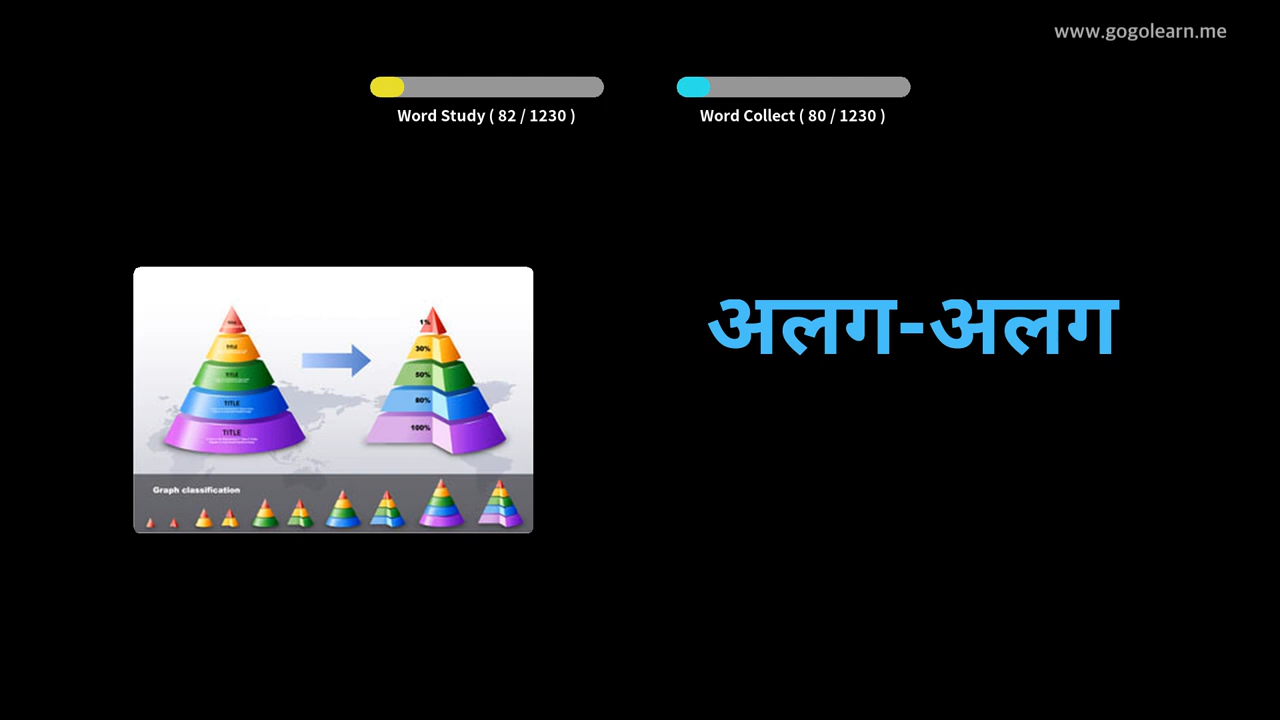 www.gogolearn.me
Word Study ( 82 / 1230 )
Word Collect ( 80 / 1230 )
अलग-अलग
TITLE
TITLE
TITLE
TITLE
1%
30%
50%
80%
100%
Graph classification